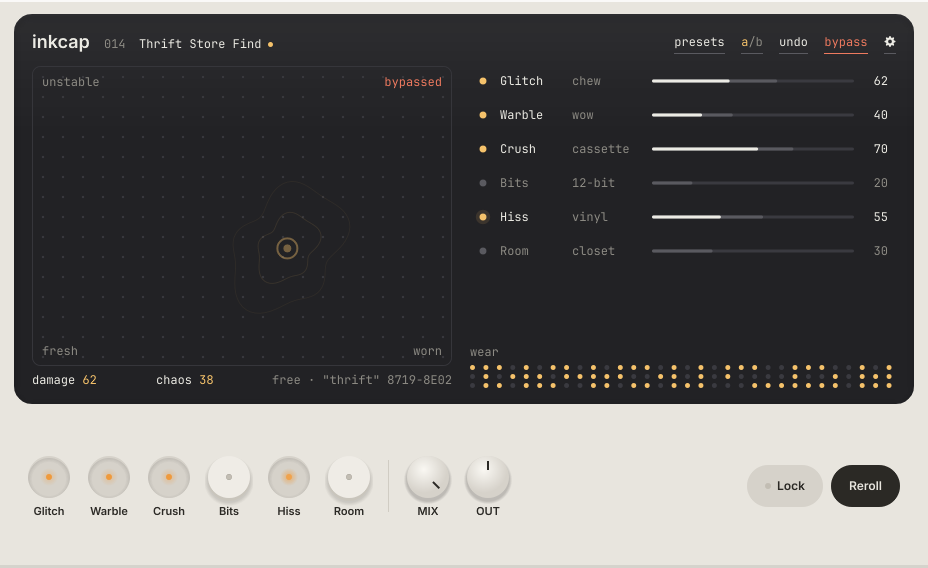 inkcap 014 Thrift Store Find
presets a/b undo bypass
unstable bypassed
fresh worn
damage 62 chaos 38 free · "thrift" 8719-8E02
Glitch chew 62
Warble wow 40
Crush cassette 70
Bits 12-bit 20
Hiss vinyl 55
Room closet 30
wear
Glitch Warble Crush Bits Hiss Room MIX OUT
Lock Reroll